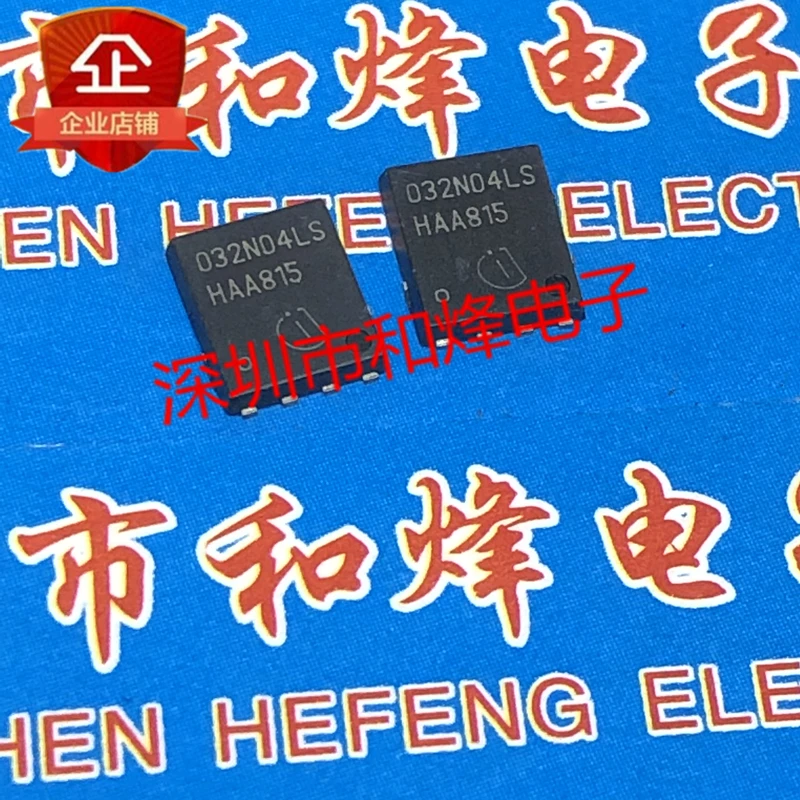 企
企业店铺
市和烽电子
HEN HEFENG ELECT
032N04LS
HAA815
032N04LS
HAA815
深圳市和烽电子
市和烽电
HEN HEFENG ELE